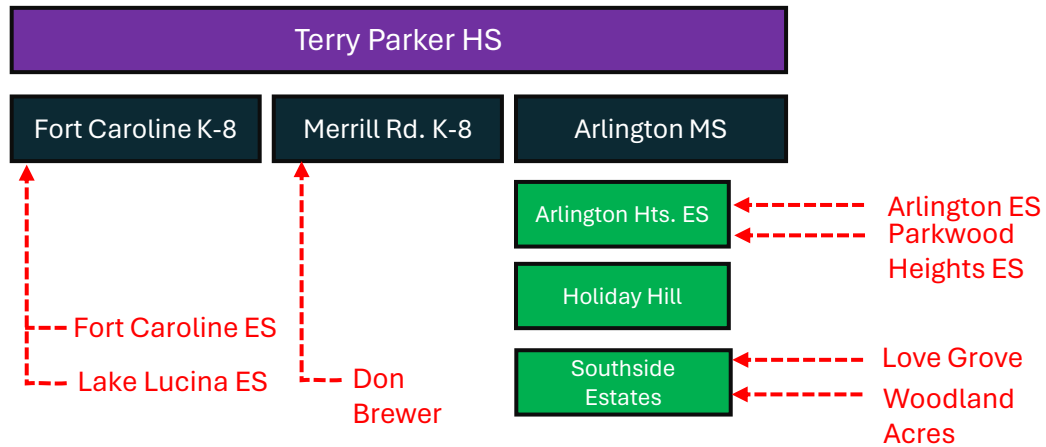 Terry Parker HS
Fort Caroline K-8
Merrill Rd. K-8
Arlington MS
Arlington Hts. ES
Arlington ES
Parkwood
Heights ES
Holiday Hill
Fort Caroline ES
Southside
Estates
Love Grove
Lake Lucina ES
Don
Brewer
Woodland
Acres